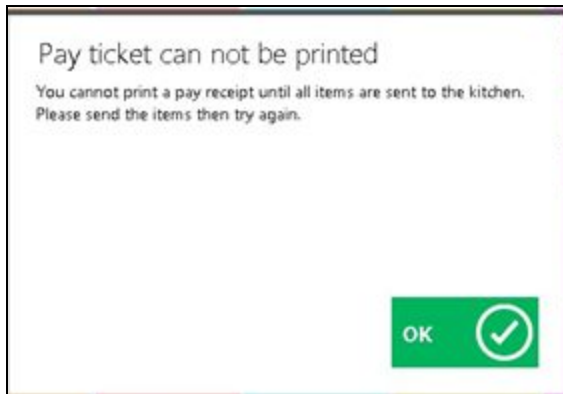 Pay ticket can not be printed
You cannot print a pay receipt until all items are sent to the kitchen.
Please send the items then try again.
OK